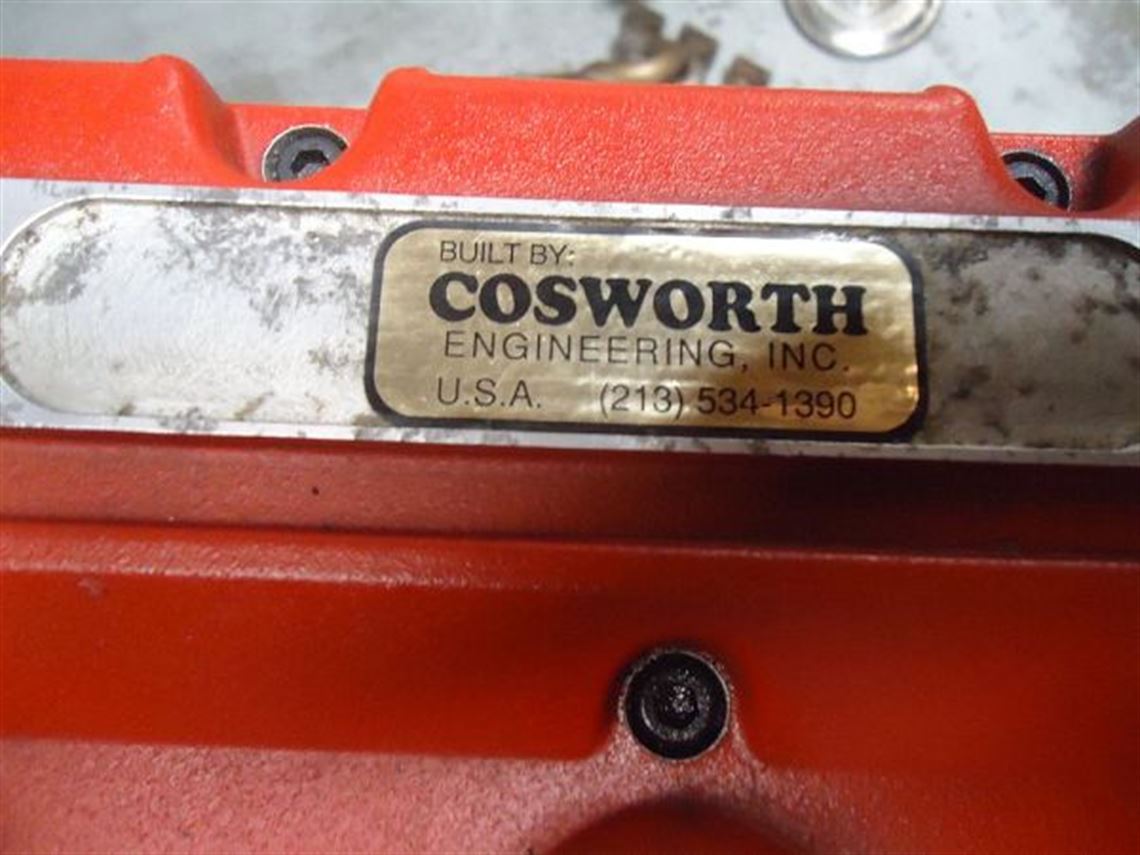 BUILT BY:
COSWORTH
ENGINEERING, INC.
U.S.A. (213) 534-1390